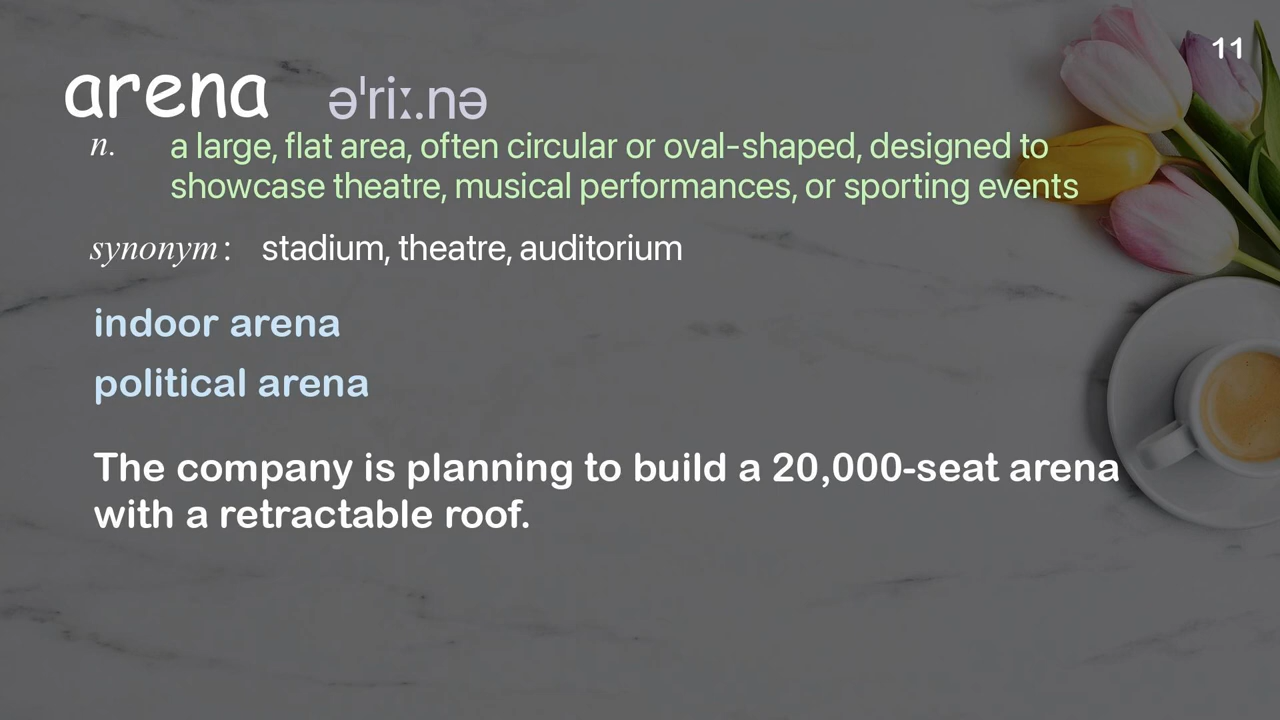 11
arena əˈriː.nə
n. a large, flat area, often circular or oval-shaped, designed to
showcase theatre, musical performances, or sporting events
synonym: stadium, theatre, auditorium
indoor arena
political arena
The company is planning to build a 20,000-seat arena
with a retractable roof.